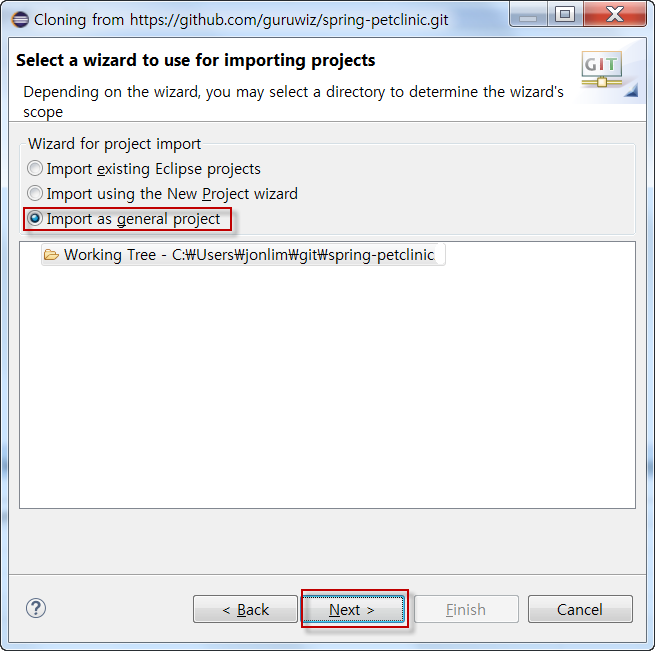 Cloning from https://github.com/guruwiz/spring-petclinic.git
Select a wizard to use for importing projects
Depending on the wizard, you may select a directory to determine the wizard's
scope
GIT
Wizard for project import
Import existing Eclipse projects
Import using the New Project wizard
Import as general project
Working Tree - C:₩Users₩jonlim₩git₩spring-petclinic
?
< Back
Next >
Finish
Cancel